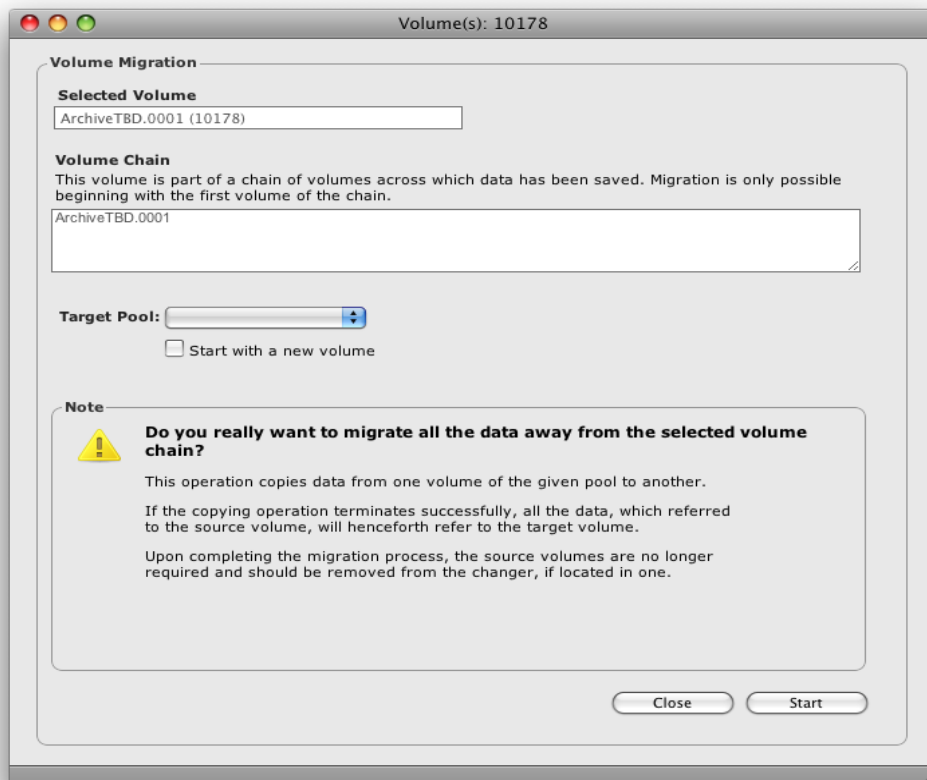 Volume(s): 10178
Volume Migration
Selected Volume
ArchiveTBD.0001 (10178)
Volume Chain
This volume is part of a chain of volumes across which data has been saved. Migration is only possible
beginning with the first volume of the chain.
ArchiveTBD.0001
Target Pool:
Start with a new volume
Note
Do you really want to migrate all the data away from the selected volume
chain?
This operation copies data from one volume of the given pool to another.
If the copying operation terminates successfully, all the data, which referred
to the source volume, will henceforth refer to the target volume.
Upon completing the migration process, the source volumes are no longer
required and should be removed from the changer, if located in one.
Close Start